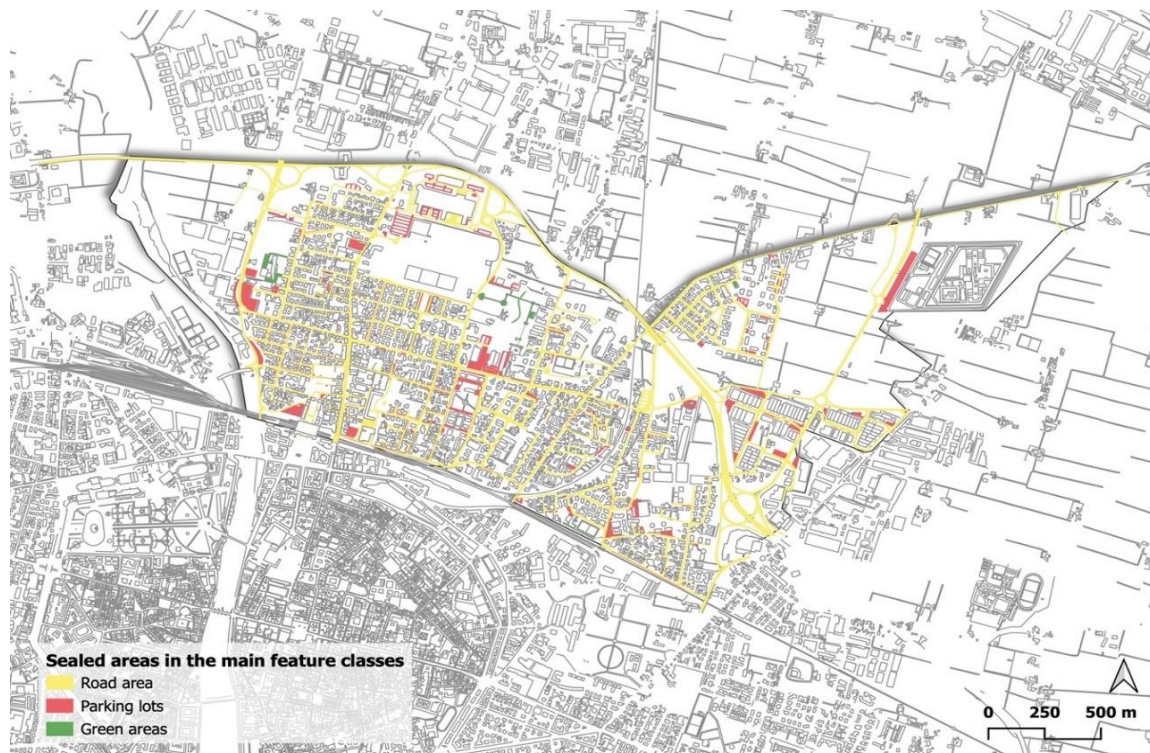 Sealed areas in the main feature classes
Road area
Parking lots
Green areas
0 250 500 m